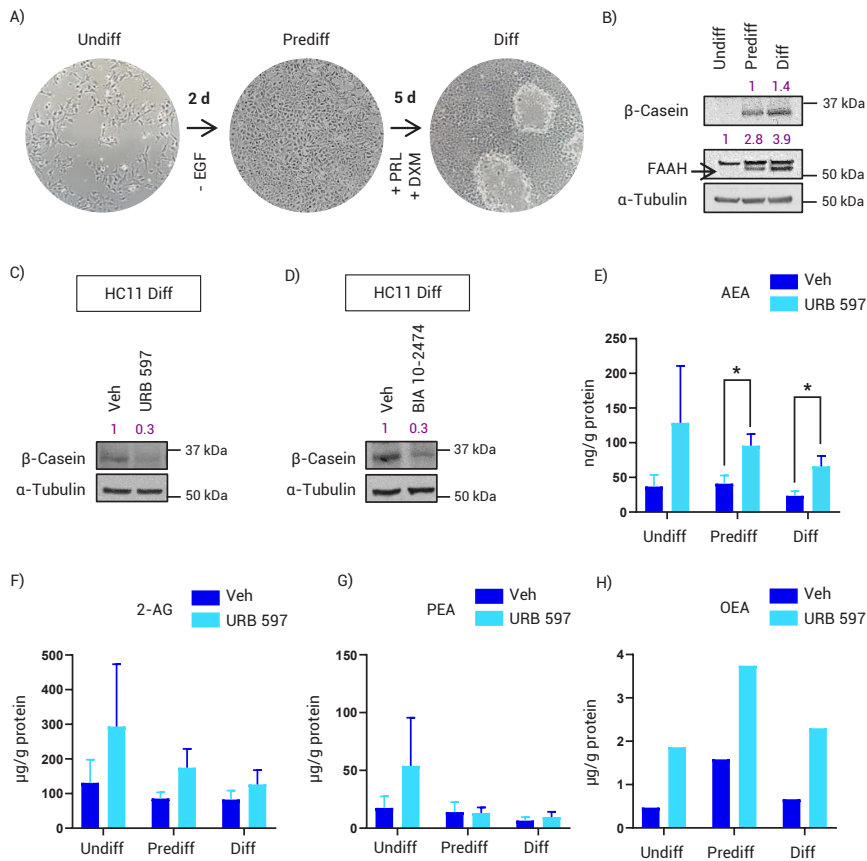 A)
Undiff
Prediff
Diff
2 d
- EGF
5 d
+ PRL
+ DXM
B)
Undiff
Prediff
Diff
1 1.4
β-Casein
37 kDa
1 2.8 3.9
FAAH
50 kDa
α-Tubulin
50 kDa
C)
HC11 Diff
Veh
URB 597
1 0.3
β-Casein
37 kDa
α-Tubulin
50 kDa
D)
HC11 Diff
Veh
BIA 10-2474
1 0.3
β-Casein
37 kDa
α-Tubulin
50 kDa
E)
AEA
Veh
URB 597
ng/g protein
250
200
150
100
50
0
* *
Undiff Prediff Diff
F)
2-AG
Veh
URB 597
µg/g protein
500
400
300
200
100
0
Undiff Prediff Diff
G)
PEA
Veh
URB 597
µg/g protein
150
100
50
0
Undiff Prediff Diff
H)
OEA
Veh
URB 597
µg/g protein
4
3
2
1
0
Undiff Prediff Diff